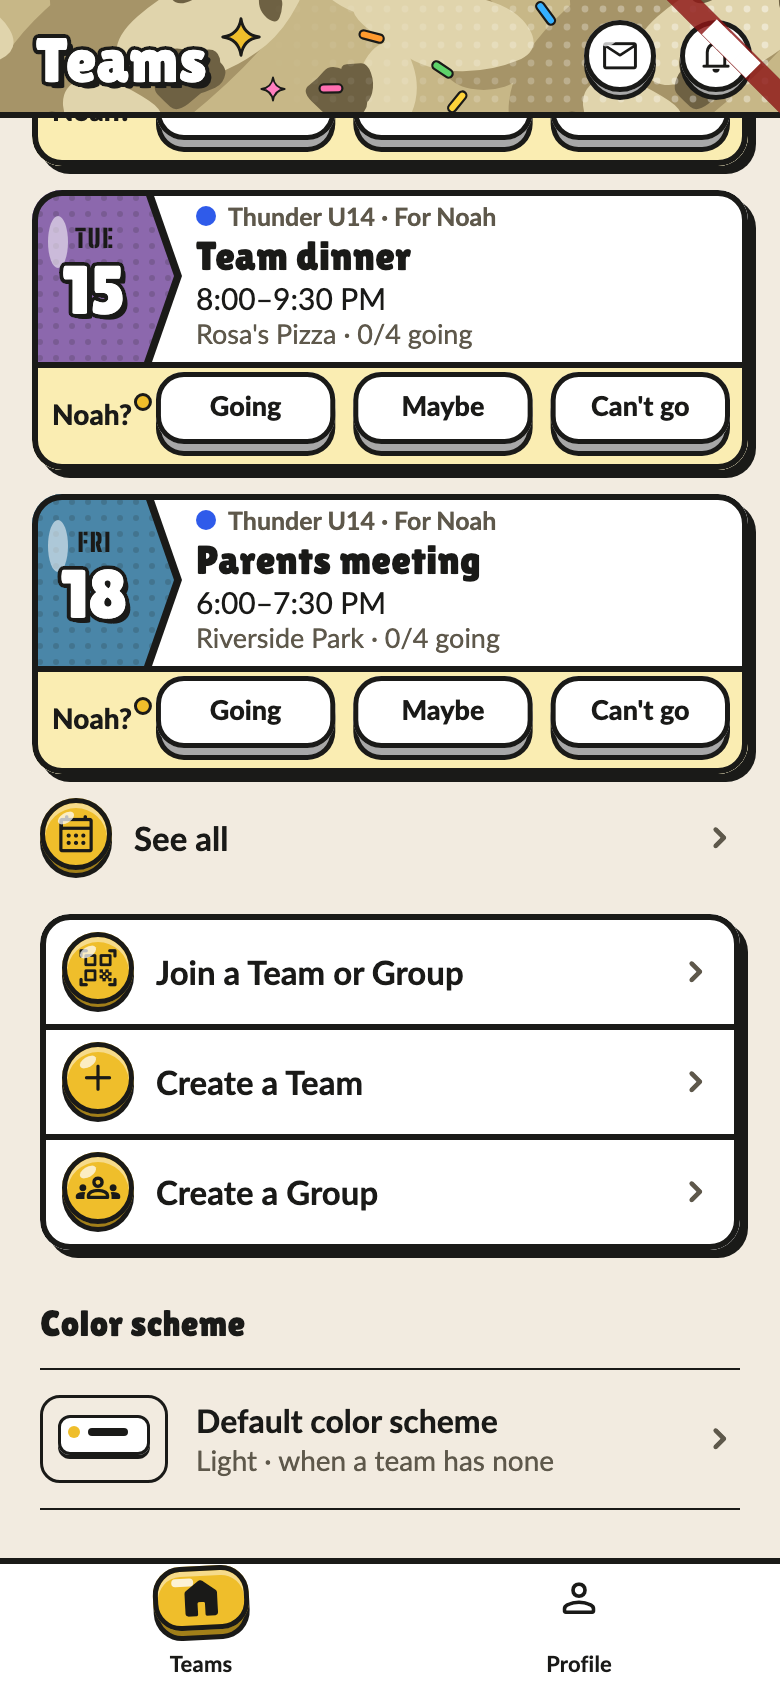 Teams
Noah?
TUE
15
Thunder U14 · For Noah
Team dinner
8:00–9:30 PM
Rosa's Pizza · 0/4 going
Noah?
Going
Maybe
Can't go
FRI
18
Thunder U14 · For Noah
Parents meeting
6:00–7:30 PM
Riverside Park · 0/4 going
Noah?
Going
Maybe
Can't go
See all
Join a Team or Group
Create a Team
Create a Group
Color scheme
Default color scheme
Light · when a team has none
Teams
Profile